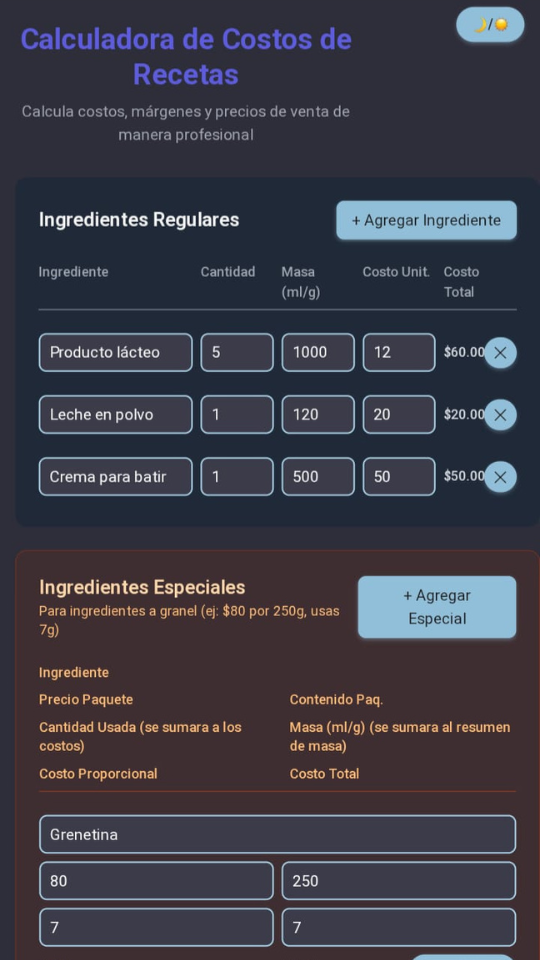 Calculadora de Costos de
Recetas
🌙/☀️
Calcula costos, márgenes y precios de venta de
manera profesional
Ingredientes Regulares
+ Agregar Ingrediente
Ingrediente Cantidad Masa (ml/g) Costo Unit. Costo Total
Producto lácteo 5 1000 12 $60.00
Leche en polvo 1 120 20 $20.00
Crema para batir 1 500 50 $50.00
Ingredientes Especiales
Para ingredientes a granel (ej: $80 por 250g, usas
7g)
+ Agregar
Especial
Ingrediente
Precio Paquete Contenido Paq.
Cantidad Usada (se sumara a los
costos)
Masa (ml/g) (se sumara al resumen
de masa)
Costo Proporcional Costo Total
Grenetina
80 250
7 7